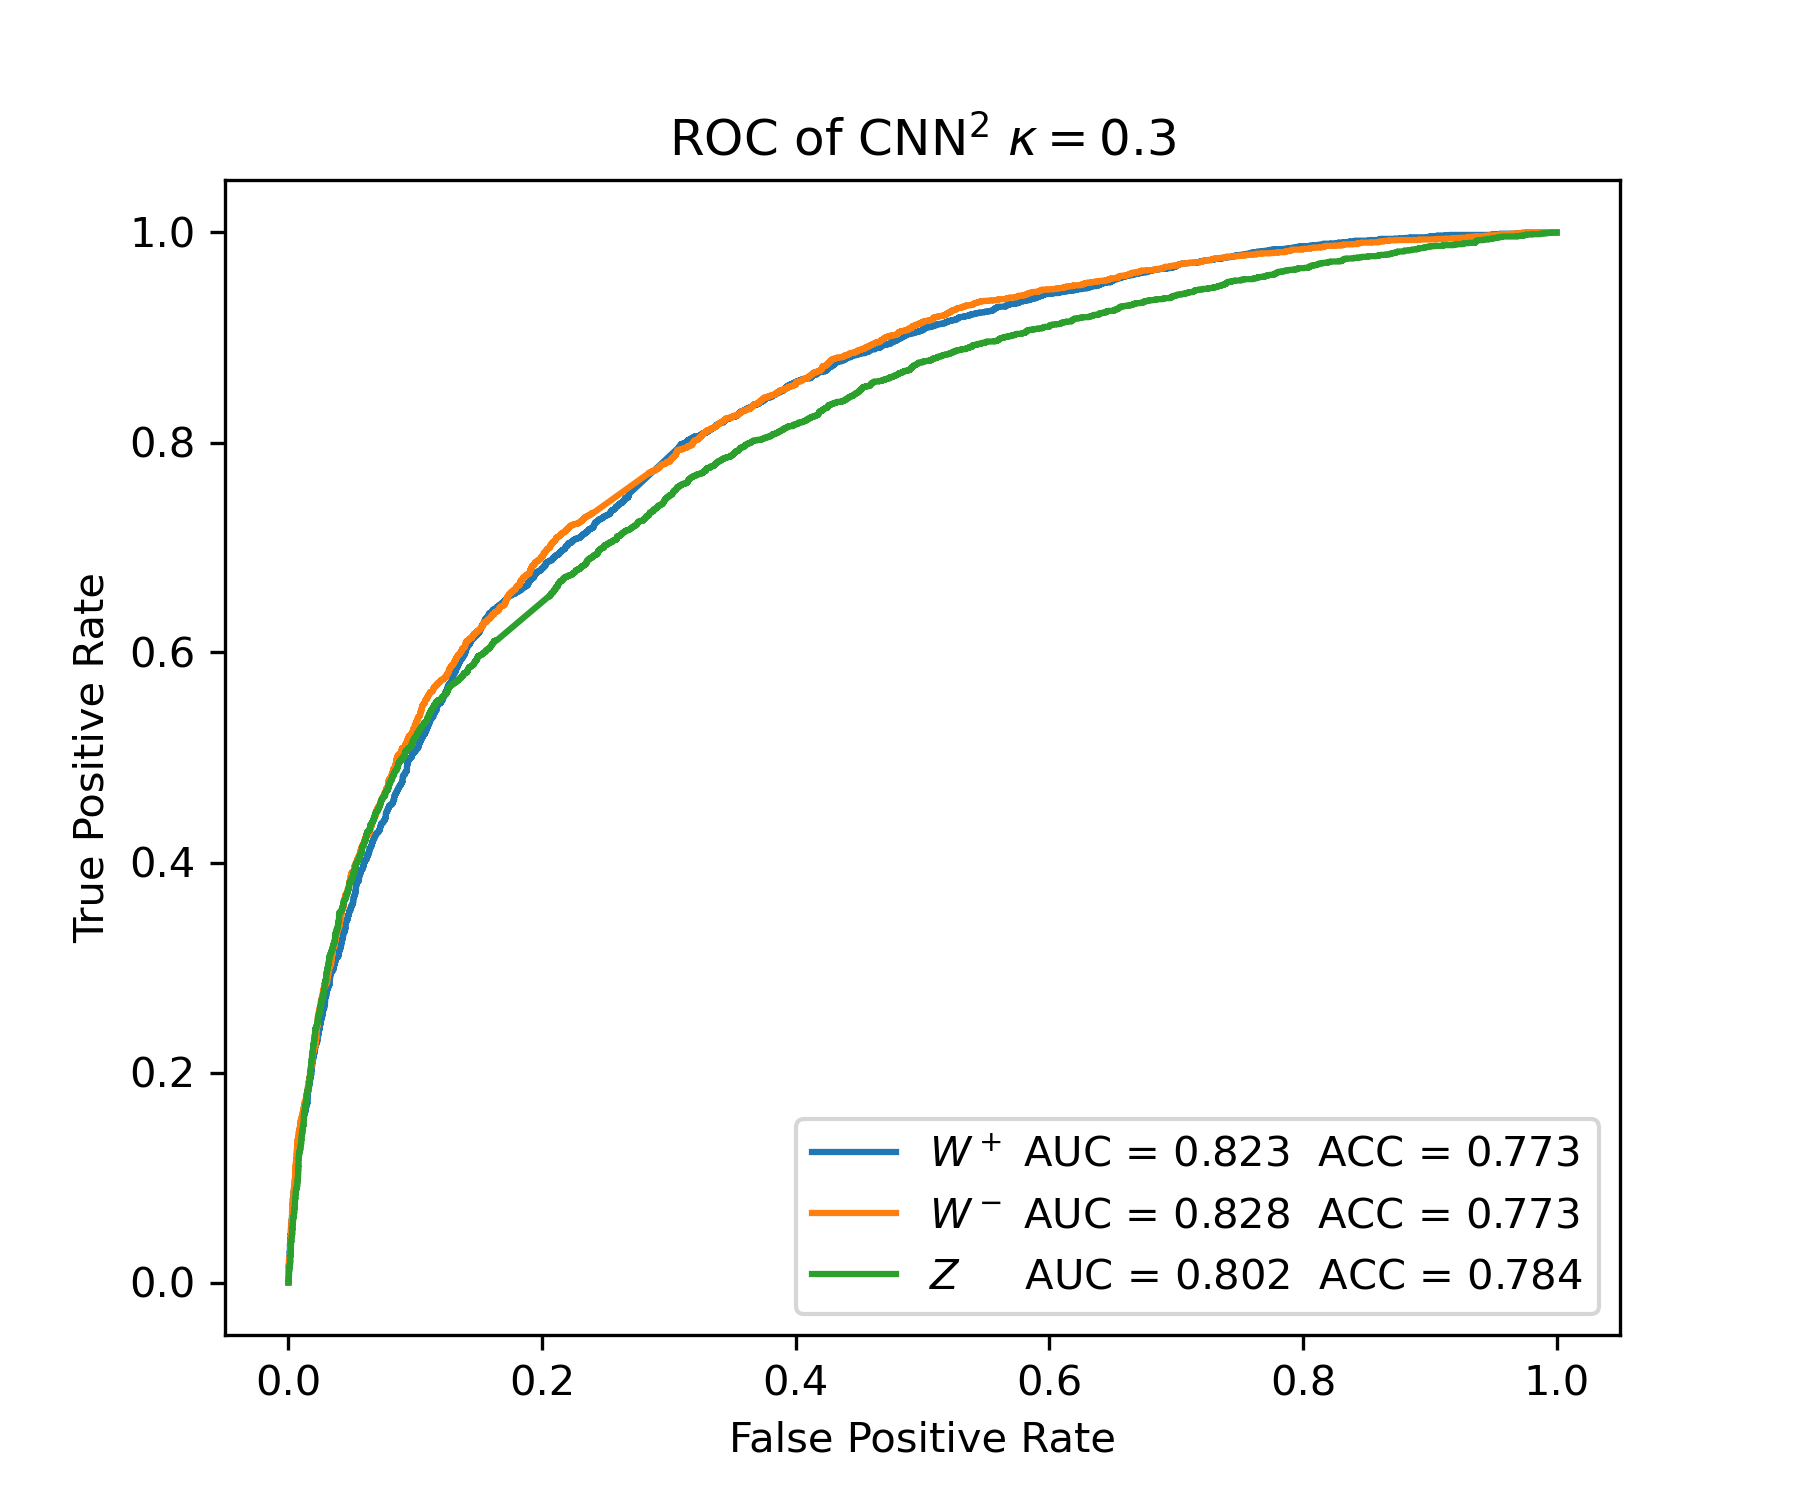 ROC of CNN² κ = 0.3
1.0
0.8
0.6
0.4
0.2
0.0
True Positive Rate
W⁺ AUC = 0.823 ACC = 0.773
W⁻ AUC = 0.828 ACC = 0.773
Z AUC = 0.802 ACC = 0.784
0.0 0.2 0.4 0.6 0.8 1.0
False Positive Rate